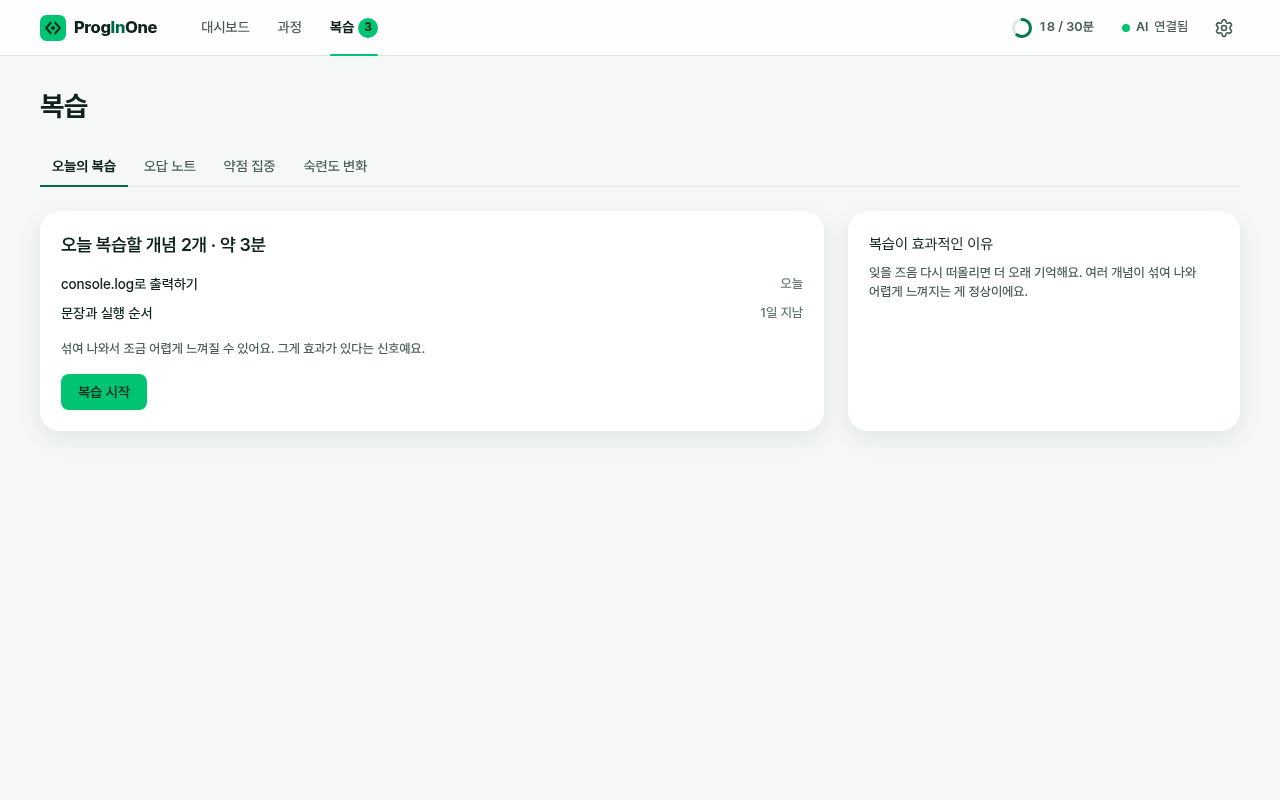 ProgInOne
대시보드
과정
복습 3
18 / 30분
AI 연결됨
복습
오늘의 복습
오답 노트
약점 집중
숙련도 변화
오늘 복습할 개념 2개 · 약 3분
console.log로 출력하기
오늘
문장과 실행 순서
1일 지남
섞여 나와서 조금 어렵게 느껴질 수 있어요. 그게 효과가 있다는 신호예요.
복습 시작
복습이 효과적인 이유
잊을 즈음 다시 떠올리면 더 오래 기억해요. 여러 개념이 섞여 나와
어렵게 느껴지는 게 정상이에요.